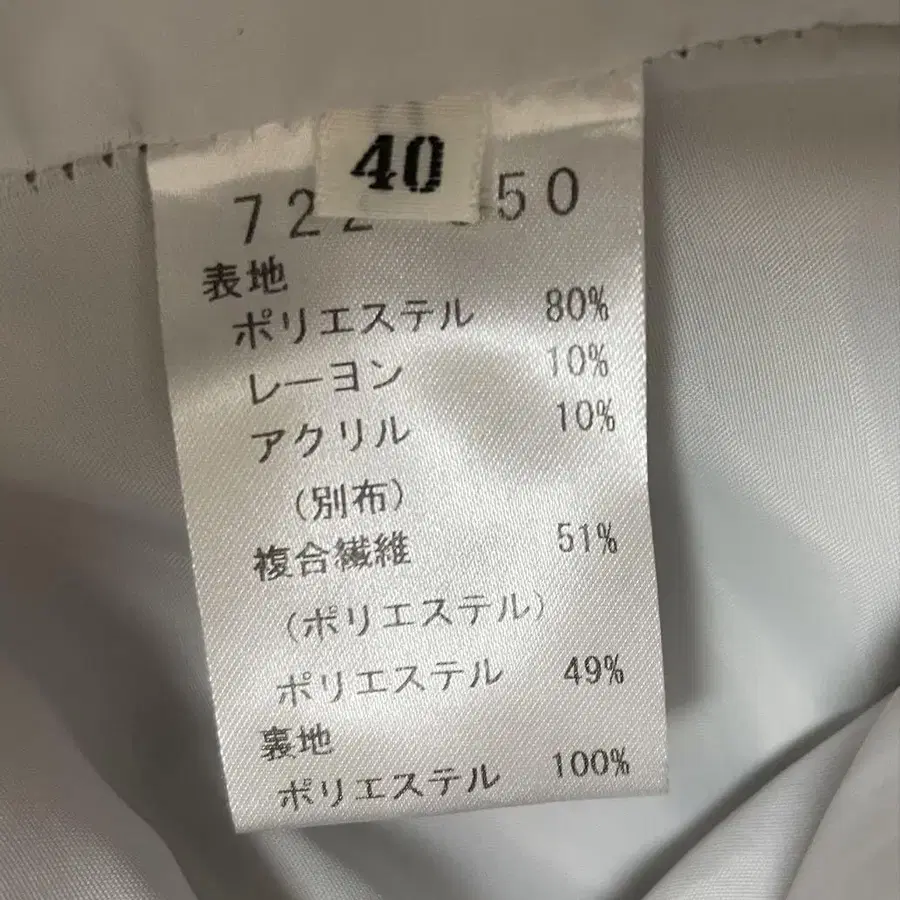 40
722 50
表地
ポリエステル 80%
レーヨン 10%
アクリル 10%
(別布)
複合繊維 51%
(ポリエステル)
ポリエステル 49%
裏地
ポリエステル 100%